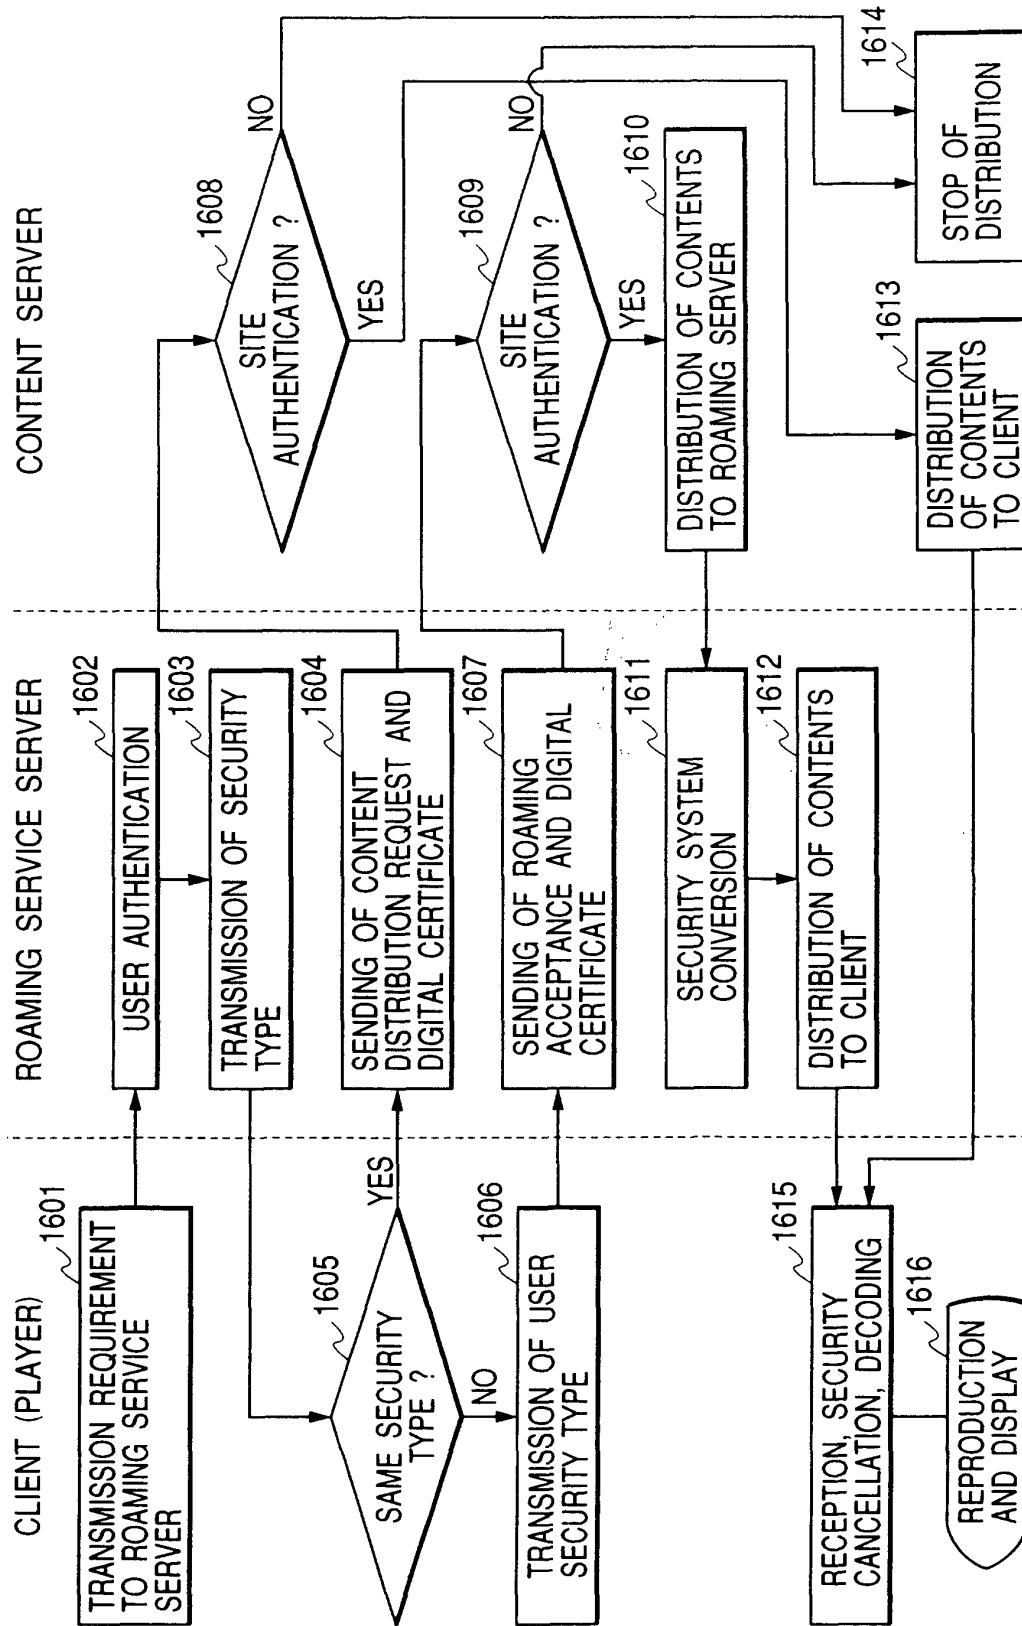 CLIENT (PLAYER)
ROAMING SERVICE SERVER
CONTENT SERVER
1601
TRANSMISSION REQUIREMENT
TO ROAMING SERVICE
SERVER
1602
USER AUTHENTICATION
1603
TRANSMISSION OF SECURITY
TYPE
1605
SAME SECURITY
TYPE ?
YES
NO
1604
SENDING OF CONTENT
DISTRIBUTION REQUEST AND
DIGITAL CERTIFICATE
1606
TRANSMISSION OF USER
SECURITY TYPE
1607
SENDING OF ROAMING
ACCEPTANCE AND DIGITAL
CERTIFICATE
1608
SITE
AUTHENTICATION ?
NO
YES
1609
SITE
AUTHENTICATION ?
NO
YES
1610
DISTRIBUTION OF CONTENTS
TO ROAMING SERVER
1611
SECURITY SYSTEM
CONVERSION
1612
DISTRIBUTION OF CONTENTS
TO CLIENT
1613
DISTRIBUTION
OF CONTENTS
TO CLIENT
1614
STOP OF
DISTRIBUTION
1615
RECEPTION, SECURITY
CANCELLATION, DECODING
1616
REPRODUCTION
AND DISPLAY